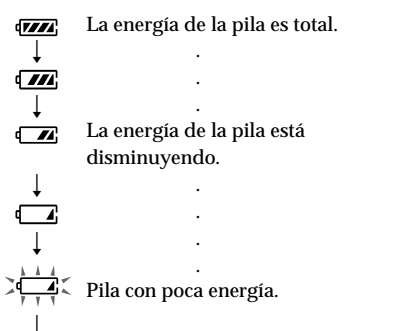 La energía de la pila es total.
.
.
.
La energía de la pila está
disminuyendo.
.
.
.
.
Pila con poca energía.